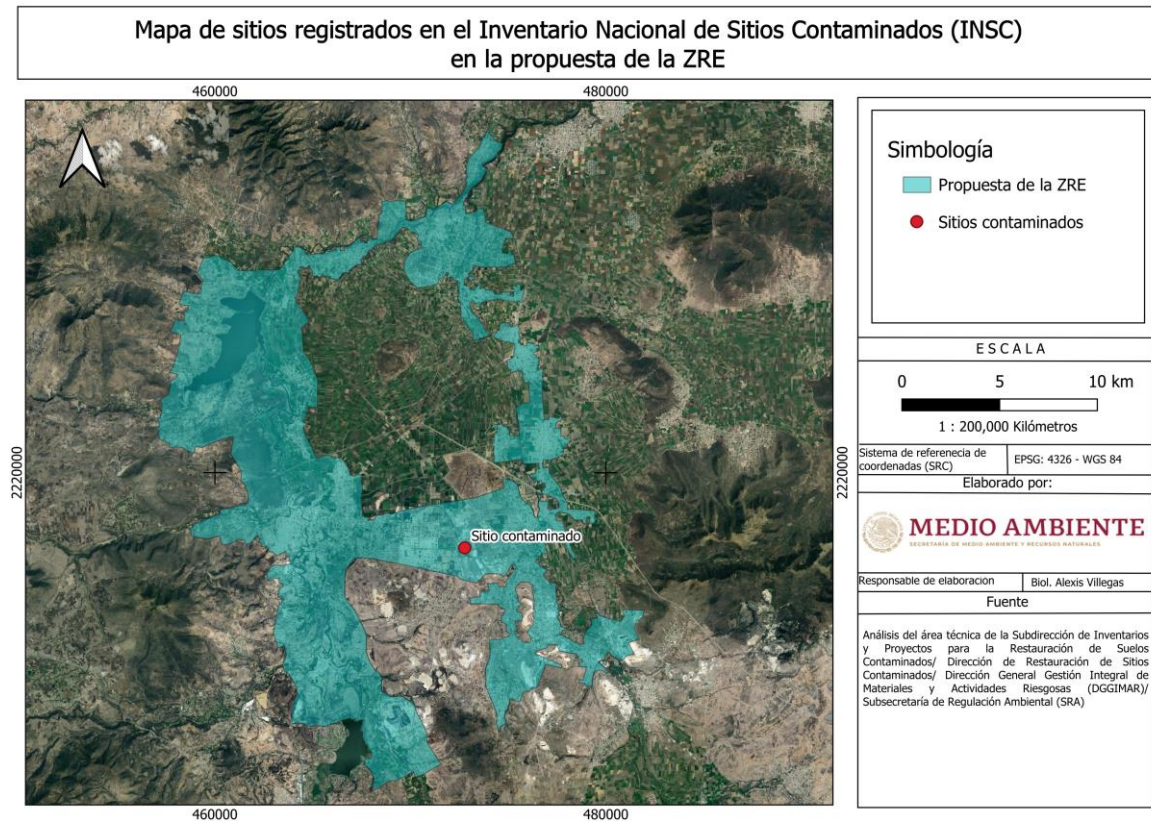 Mapa de sitios registrados en el Inventario Nacional de Sitios Contaminados (INSC)
en la propuesta de la ZRE
460000
480000
2220000
2220000
Sitio contaminado
460000
480000
Simbología
Propuesta de la ZRE
Sitios contaminados
ESCALA
0 5 10 km
1 : 200,000 Kilómetros
Sistema de referenecia de
coordenadas (SRC)
EPSG: 4326 - WGS 84
Elaborado por:
MEDIO AMBIENTE
SECRETARÍA DE MEDIO AMBIENTE Y RECURSOS NATURALES
Responsable de elaboracion
Biol. Alexis Villegas
Fuente
Análisis del área técnica de la Subdirección de Inventarios
y Proyectos para la Restauración de Suelos
Contaminados/ Dirección de Restauración de Sitios
Contaminados/ Dirección General Gestión Integral de
Materiales y Actividades Riesgosas (DGGIMAR)/
Subsecretaría de Regulación Ambiental (SRA)